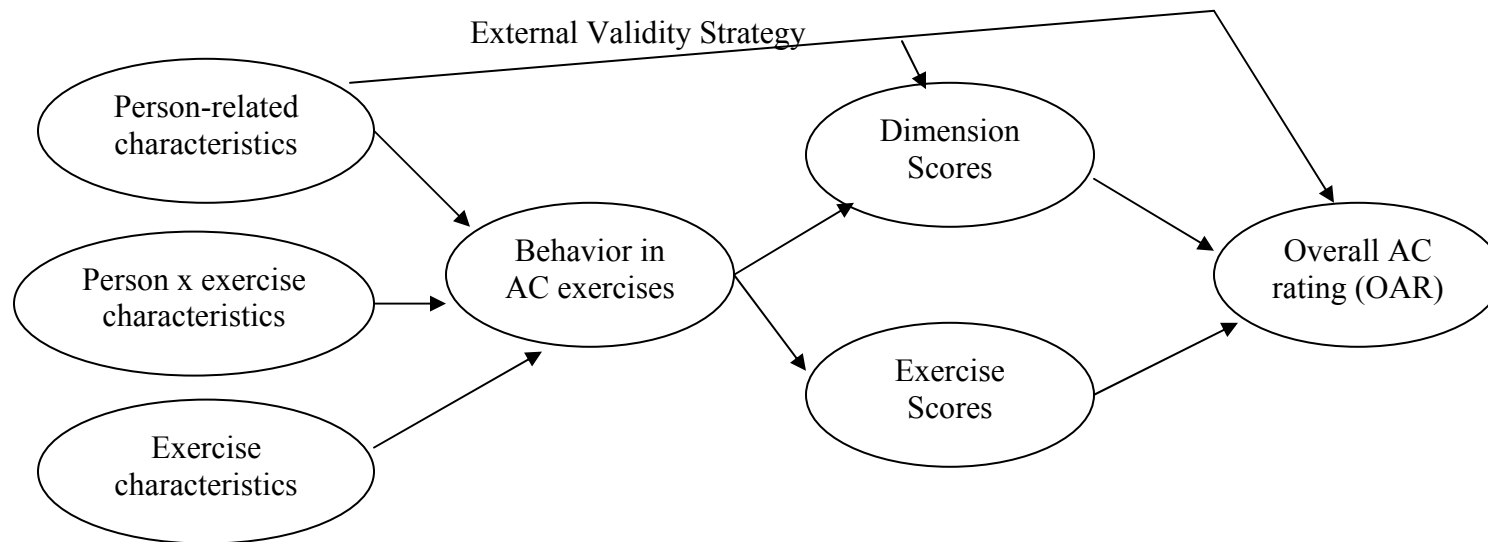 External Validity Strategy
Person-related
characteristics
Dimension
Scores
Behavior in
AC exercises
Overall AC
rating (OAR)
Person x exercise
characteristics
Exercise
Scores
Exercise
characteristics